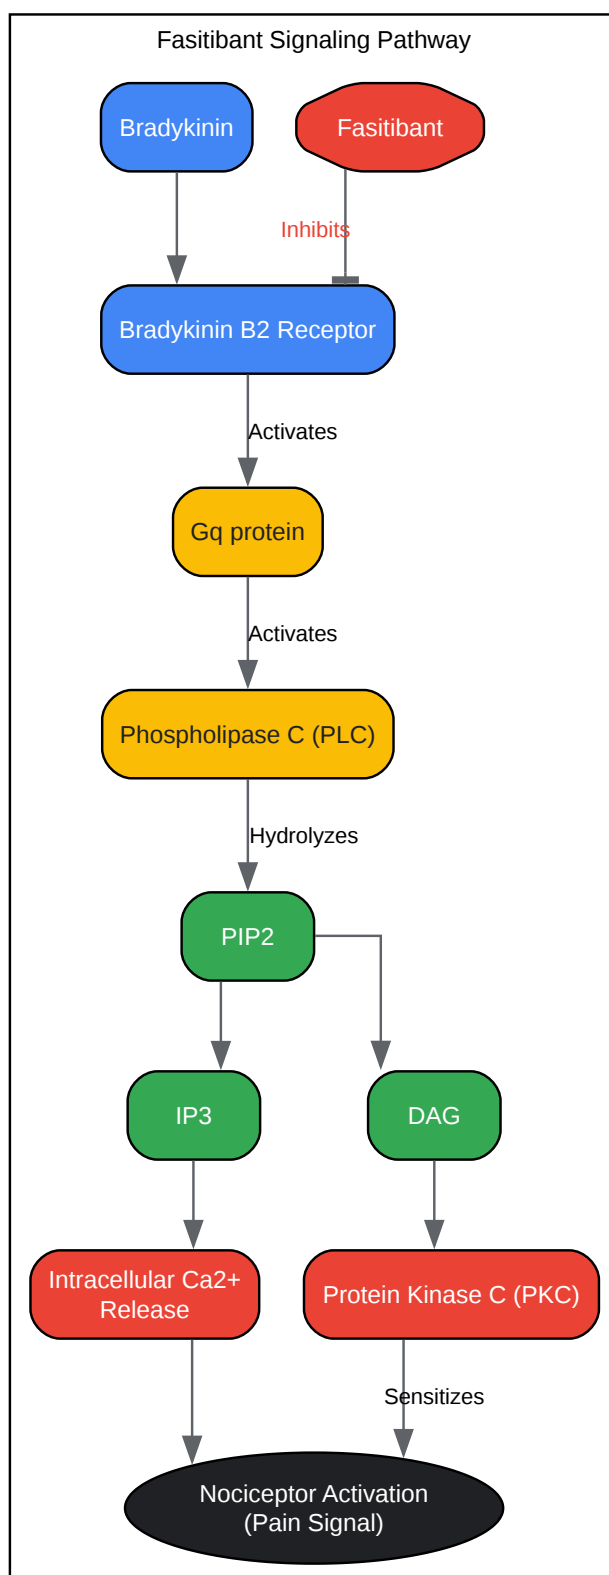 Fasitibant Signaling Pathway
Bradykinin
Fasitibant
Inhibits
Bradykinin B2 Receptor
Activates
Gq protein
Activates
Phospholipase C (PLC)
Hydrolyzes
PIP2
IP3
DAG
Intracellular Ca2+
Release
Protein Kinase C (PKC)
Sensitizes
Nociceptor Activation
(Pain Signal)